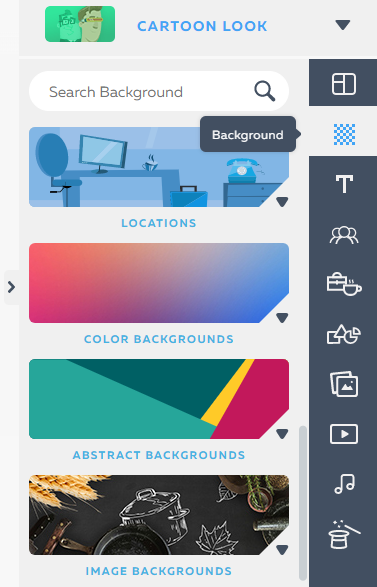 CARTOON LOOK
Search Background
Background
LOCATIONS
COLOR BACKGROUNDS
ABSTRACT BACKGROUNDS
IMAGE BACKGROUNDS